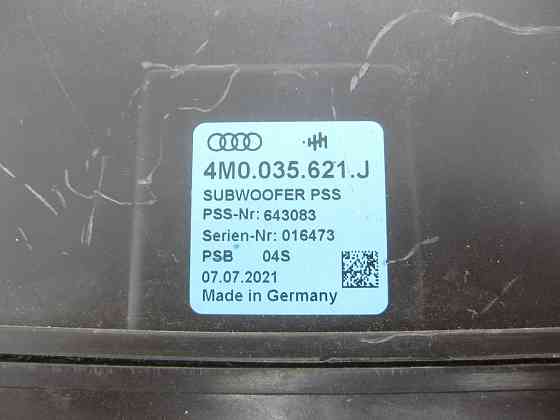 4M0.035.621.J
SUBWOOFER PSS
PSS-Nr: 643083
Serien-Nr: 016473
PSB 04S
07.07.2021
Made in Germany